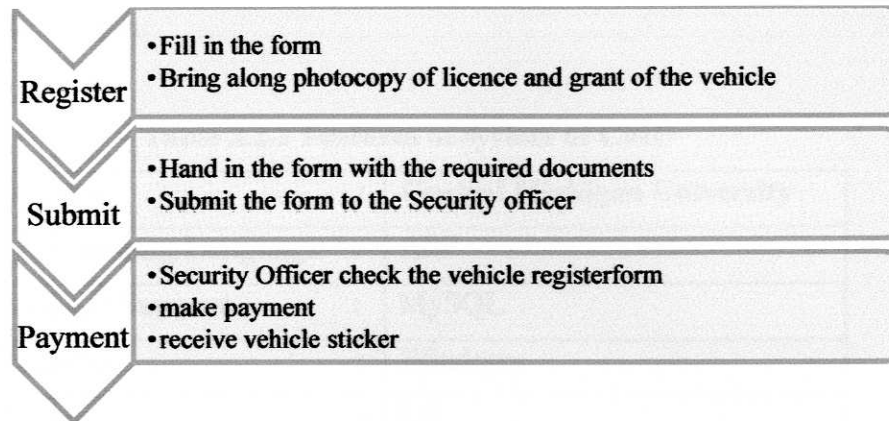 Register
•Fill in the form
•Bring along photocopy of licence and grant of the vehicle
Submit
•Hand in the form with the required documents
•Submit the form to the Security officer
Payment
•Security Officer check the vehicle registerform
•make payment
•receive vehicle sticker